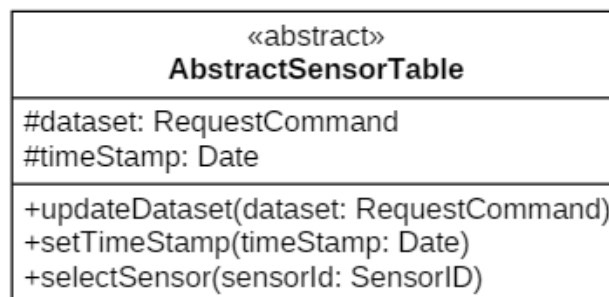 «abstract»
AbstractSensorTable
#dataset: RequestCommand
#timeStamp: Date
+updateDataset(dataset: RequestCommand)
+setTimeStamp(timeStamp: Date)
+selectSensor(sensorId: SensorID)